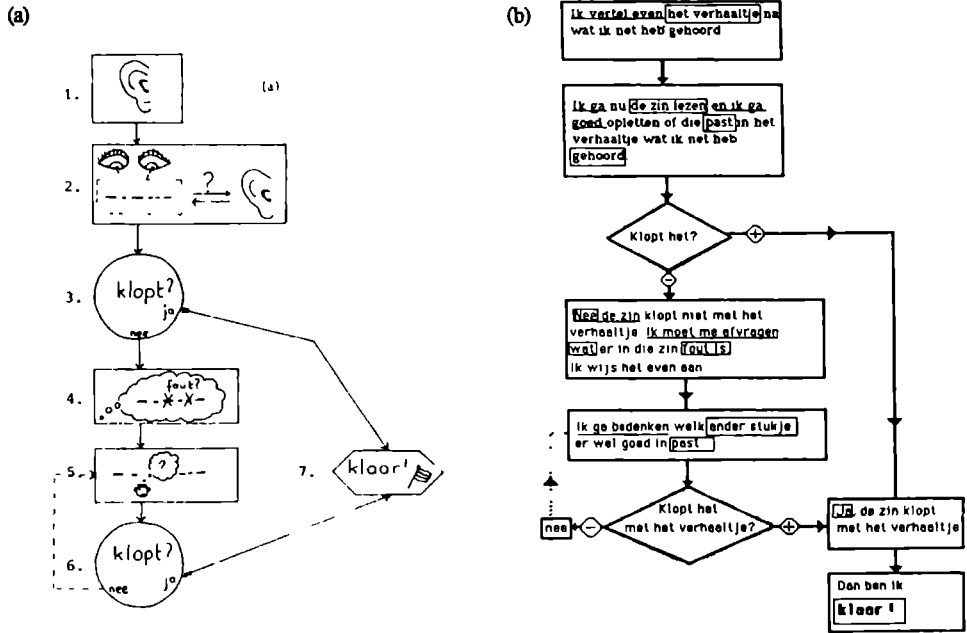 (a)
1.
(a)
2.
?
3.
klopt?
ja
nee
4.
fout?
5.
?
7.
klaar!
6.
klopt?
nee
ja
(b)
Ik vertel even het verhaaltje na
wat ik net heb gehoord
Ik ga nu de zin lezen en ik ga
goed opletten of die past in het
verhaaltje wat ik net heb
gehoord
Klopt het?
+
-
Nee de zin klopt niet met het
verhaaltje. Ik moet me afvragen
wat er in die zin fout is
Ik wijs het even aan
Ik ga bedenken welk ander stukje
er wel goed in past
Klopt het
met het verhaaltje?
nee
-
+
Ja, de zin klopt
met het verhaaltje
Dan ben ik
klaar!